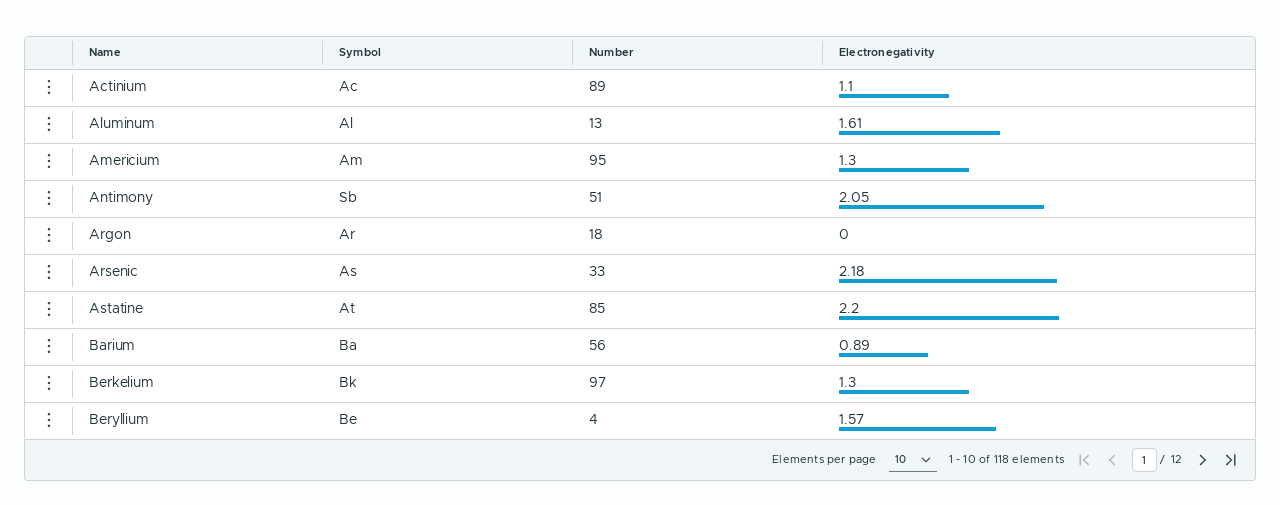 Name Symbol Number Electronegativity
Actinium Ac 89 1.1
Aluminum Al 13 1.61
Americium Am 95 1.3
Antimony Sb 51 2.05
Argon Ar 18 0
Arsenic As 33 2.18
Astatine At 85 2.2
Barium Ba 56 0.89
Berkelium Bk 97 1.3
Beryllium Be 4 1.57
Elements per page 10 1 - 10 of 118 elements 1 / 12